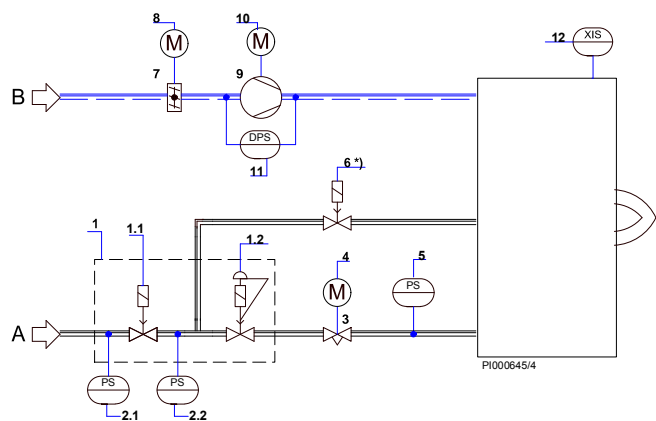 8
10
12
XIS
M
M
7
9
B
DPS
11
6 *)
1
1.1
1.2
4
5
M
PS
3
A
PI000645/4
PS
PS
2.1
2.2